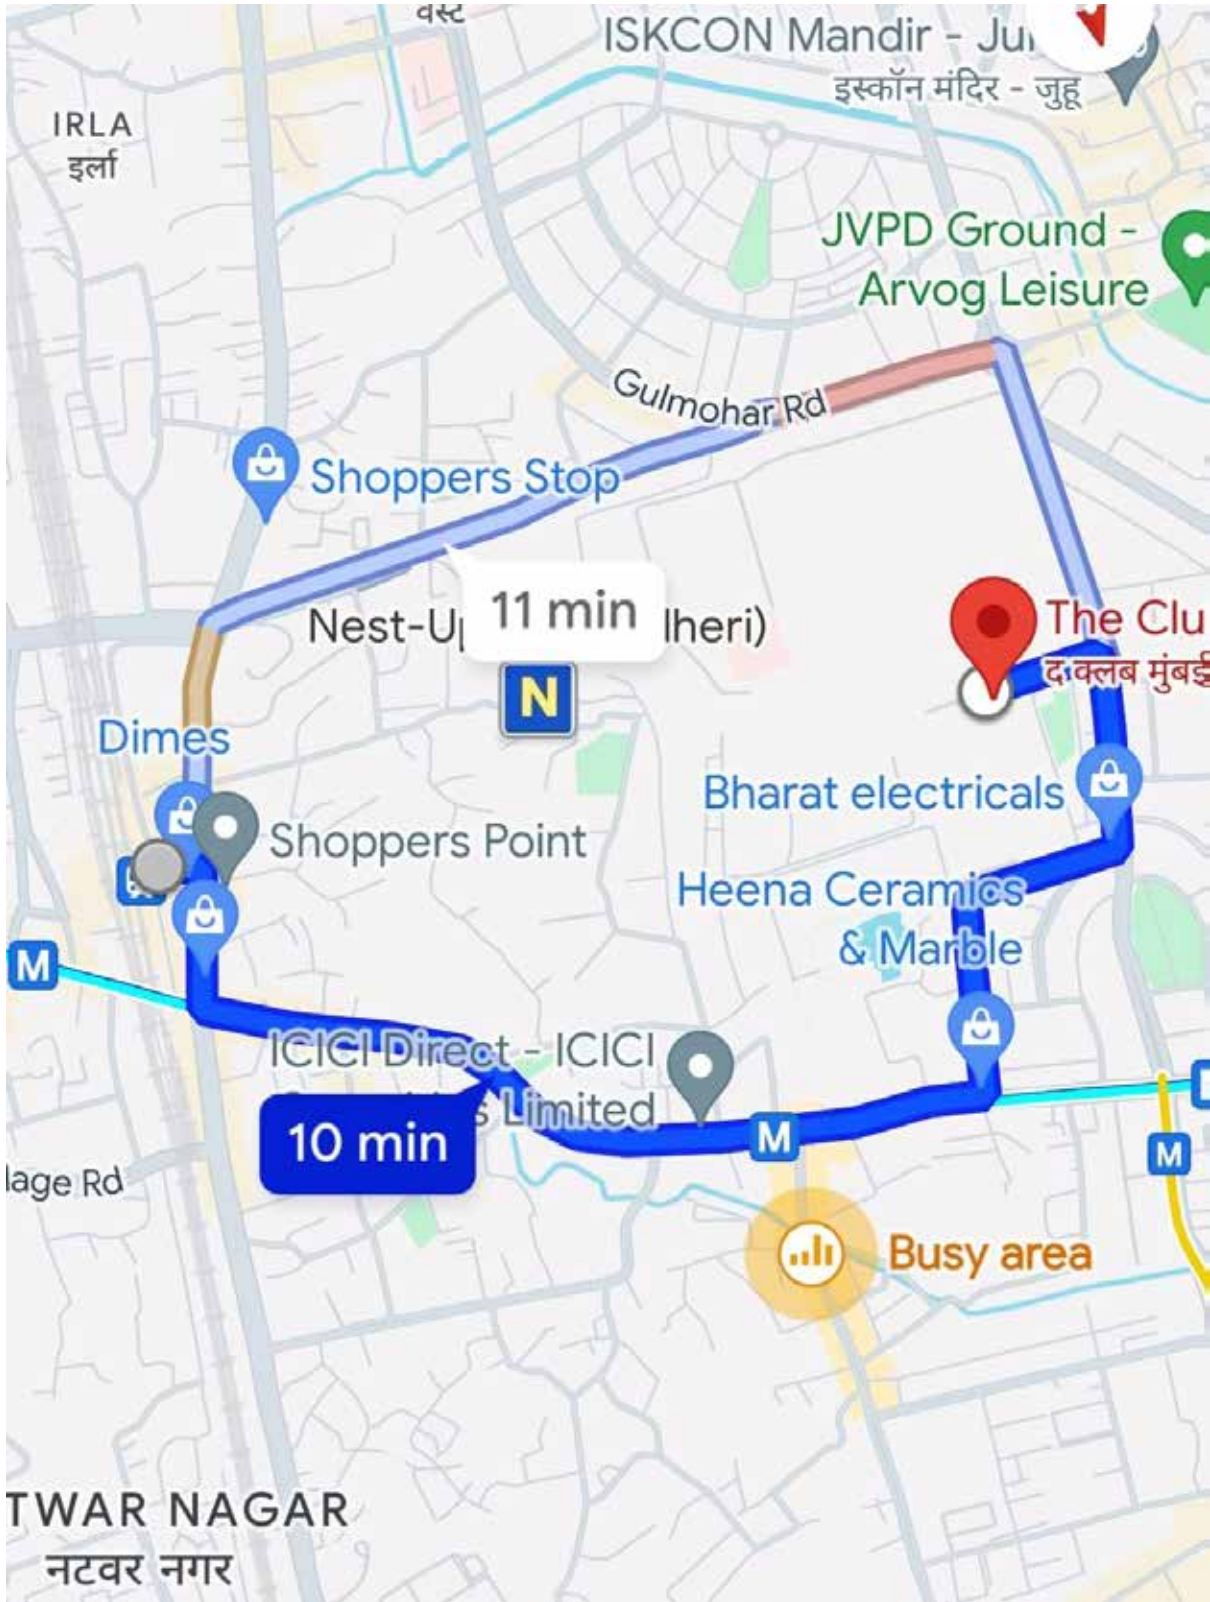 वेस्ट
ISKCON Mandir - Ju
इस्कॉन मंदिर - जुहू
IRLA
इर्ला
JVPD Ground -
Arvog Leisure
Gulmohar Rd
Shoppers Stop
11 min
Nest-Up lheri)
N
The Clu
द क्लब मुंबई
Dimes
Bharat electricals
Shoppers Point
Heena Ceramics
& Marble
M
ICICI Direct - ICICI
s Limited
10 min
M
M
lage Rd
Busy area
TWAR NAGAR
नटवर नगर